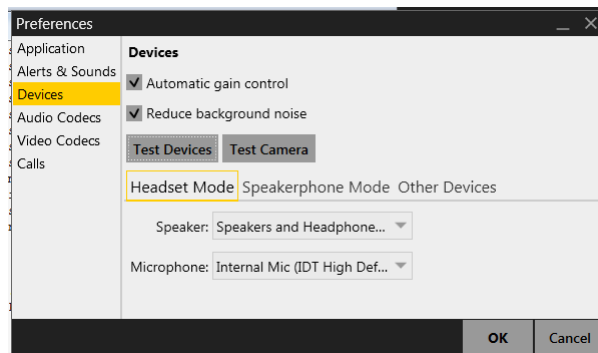 Preferences
Application
Alerts & Sounds
Devices
Audio Codecs
Video Codecs
Calls
Devices
Automatic gain control
Reduce background noise
Test Devices Test Camera
Headset Mode Speakerphone Mode Other Devices
Speaker: Speakers and Headphone...
Microphone: Internal Mic (IDT High Def...
OK Cancel